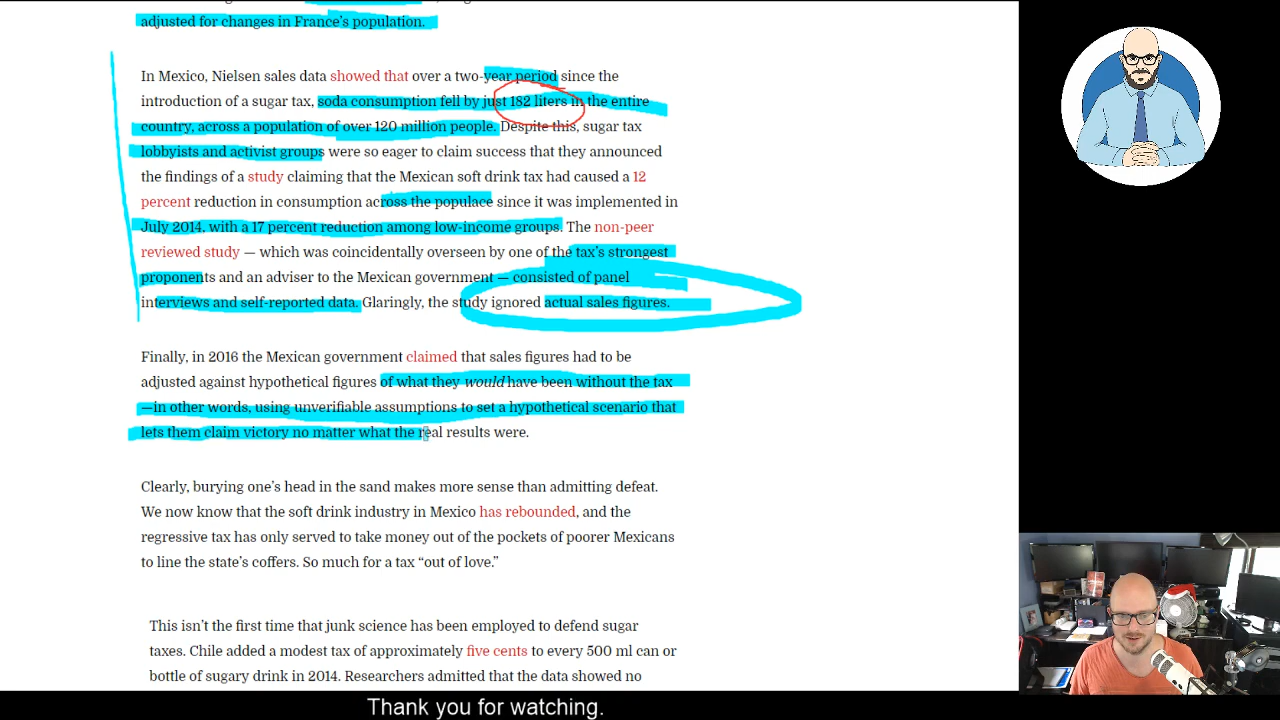 adjusted for changes in France's population.
In Mexico, Nielsen sales data showed that over a two-year period since the
introduction of a sugar tax, soda consumption fell by just 182 liters in the entire
country, across a population of over 120 million people. Despite this, sugar tax
lobbyists and activist groups were so eager to claim success that they announced
the findings of a study claiming that the Mexican soft drink tax had caused a 12
percent reduction in consumption across the populace since it was implemented in
July 2014, with a 17 percent reduction among low-income groups. The non-peer
reviewed study — which was coincidentally overseen by one of the tax's strongest
proponents and an adviser to the Mexican government — consisted of panel
interviews and self-reported data. Glaringly, the study ignored actual sales figures.
Finally, in 2016 the Mexican government claimed that sales figures had to be
adjusted against hypothetical figures of what they would have been without the tax
—in other words, using unverifiable assumptions to set a hypothetical scenario that
lets them claim victory no matter what the real results were.
Clearly, burying one's head in the sand makes more sense than admitting defeat.
We now know that the soft drink industry in Mexico has rebounded, and the
regressive tax has only served to take money out of the pockets of poorer Mexicans
to line the state's coffers. So much for a tax “out of love.”
This isn't the first time that junk science has been employed to defend sugar
taxes. Chile added a modest tax of approximately five cents to every 500 ml can or
bottle of sugary drink in 2014. Researchers admitted that the data showed no
Thank you for watching.